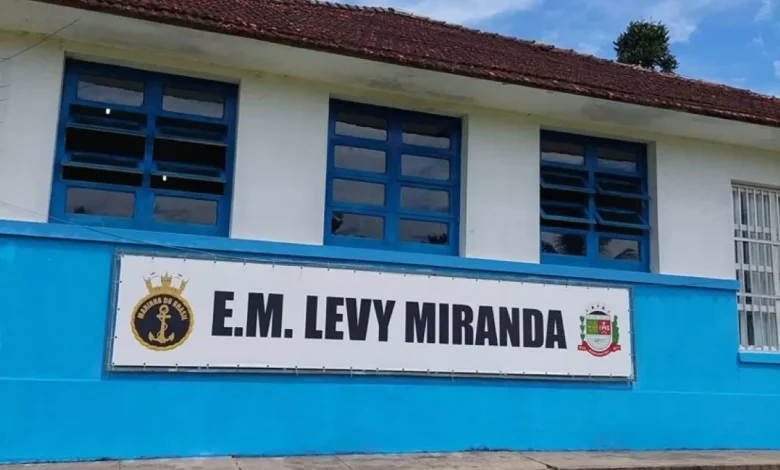 MARINHA DO BRASIL
E.M. LEVY MIRANDA